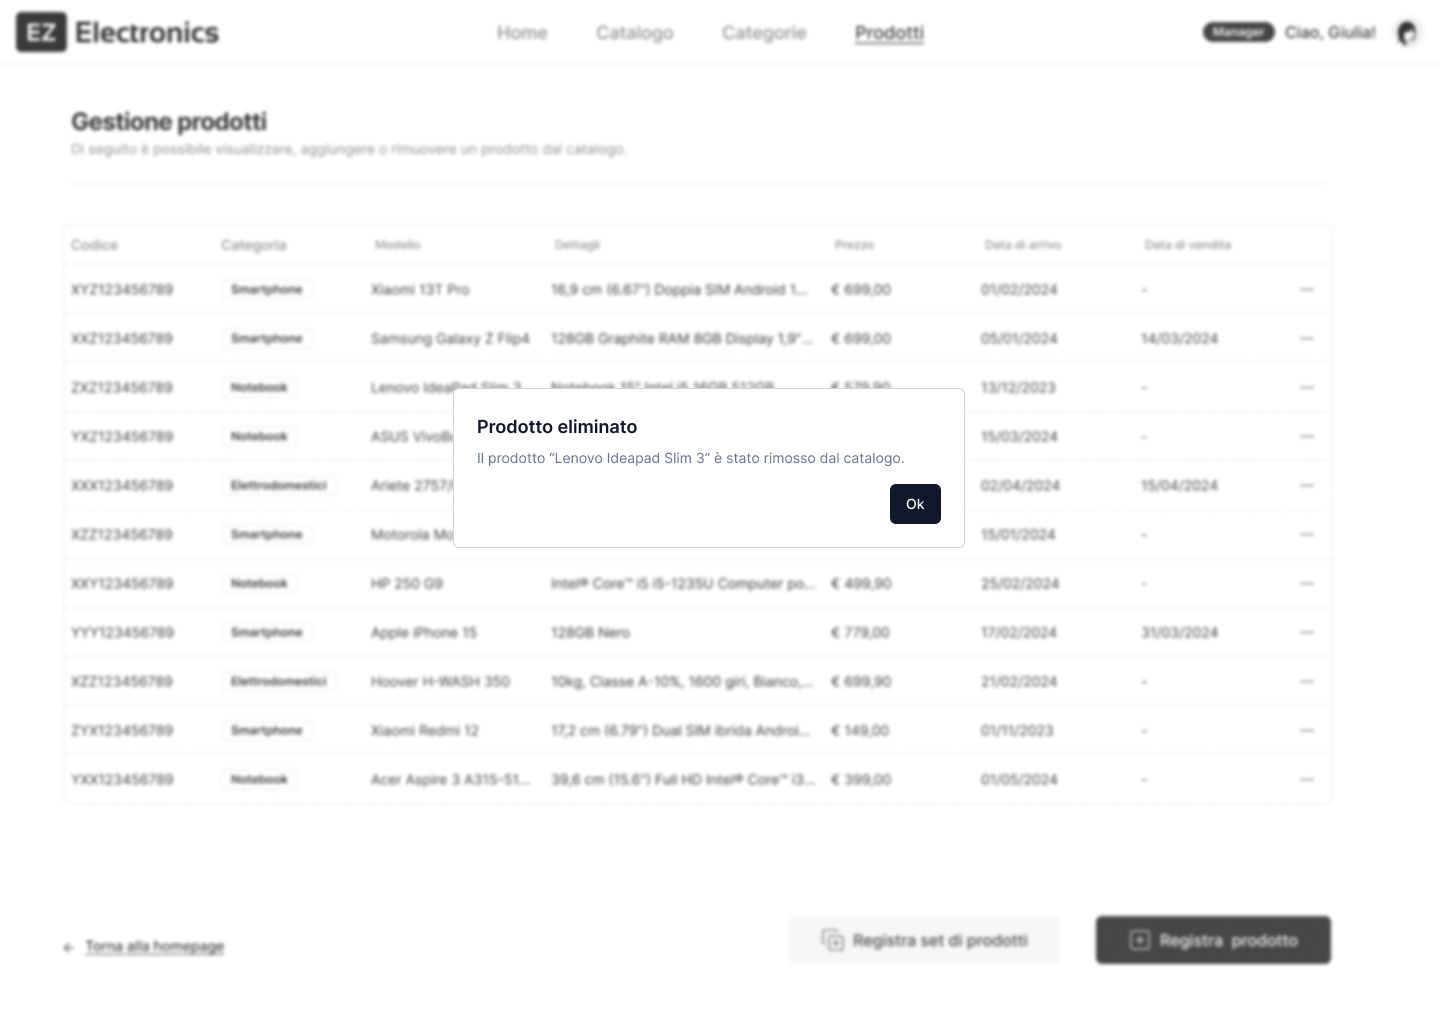 EZ Electronics
Home Catalogo Categorie Prodotti
Manager Ciao, Giulia!
Gestione prodotti
Di seguito è possibile visualizzare, aggiungere o rimuovere un prodotto dal catalogo.
Codice Categoria Modello Dettagli Prezzo Data di arrivo Data di vendita
XYZ123456789 Smartphone Xiaomi 13T Pro 16,9 cm (6.67") Doppia SIM Android 1... € 699,00 01/02/2024 - ...
XXZ123456789 Smartphone Samsung Galaxy Z Flip4 128GB Graphite RAM 8GB Display 1,9"... € 699,00 05/01/2024 14/03/2024 ...
ZXZ123456789 Notebook Lenovo IdeaPad Slim 3 Notebook 15" Intel i5 16GB 512GB € 579,90 13/12/2023 - ...
YXZ123456789 Notebook ASUS 15/03/2024 - ...
XXX123456789 Elettrodomestici Ariete 2757/ 02/04/2024 15/04/2024 ...
XZZ123456789 Smartphone Motorola 15/01/2024 - ...
Prodotto eliminato
Il prodotto “Lenovo Ideapad Slim 3” è stato rimosso dal catalogo.
Ok
XXY123456789 Notebook HP 250 G9 Intel® Core™ i5 i5-1235U Computer po... € 499,90 25/02/2024 - ...
YYY123456789 Smartphone Apple iPhone 15 128GB Nero € 779,00 17/02/2024 31/03/2024 ...
XZZ123456789 Elettrodomestici Hoover H-WASH 350 10kg, Classe A-10%, 1600 giri, Bianco,... € 699,90 21/02/2024 - ...
ZYX123456789 Smartphone Xiaomi Redmi 12 17,2 cm (6.79") Dual SIM ibrida Androi... € 149,00 01/11/2023 - ...
YXX123456789 Notebook Acer Aspire 3 A315-51... 39,6 cm (15.6") Full HD Intel® Core™ i3... € 399,00 01/05/2024 - ...
← Torna alla homepage
Registra set di prodotti
Registra prodotto